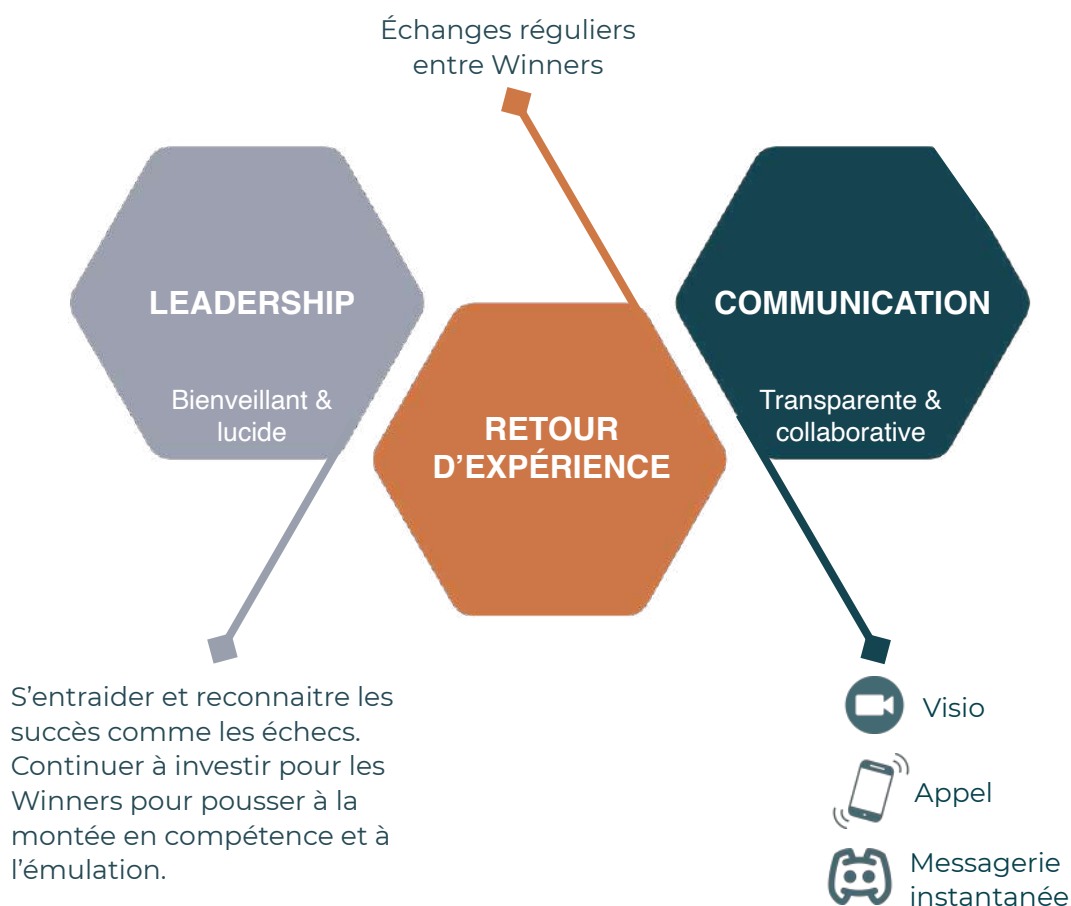 Échanges réguliers
entre Winners
LEADERSHIP
Bienveillant &
lucide
RETOUR
D’EXPÉRIENCE
COMMUNICATION
Transparente &
collaborative
S’entraider et reconnaitre les
succès comme les échecs.
Continuer à investir pour les
Winners pour pousser à la
montée en compétence et à
l’émulation.
Visio
Appel
Messagerie
instantanée